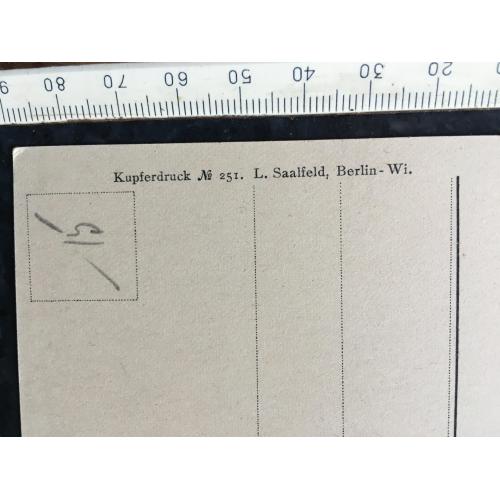 90 80 70 60 50 40 30 20
Kupferdruck № 251. L. Saalfeld, Berlin-Wi.